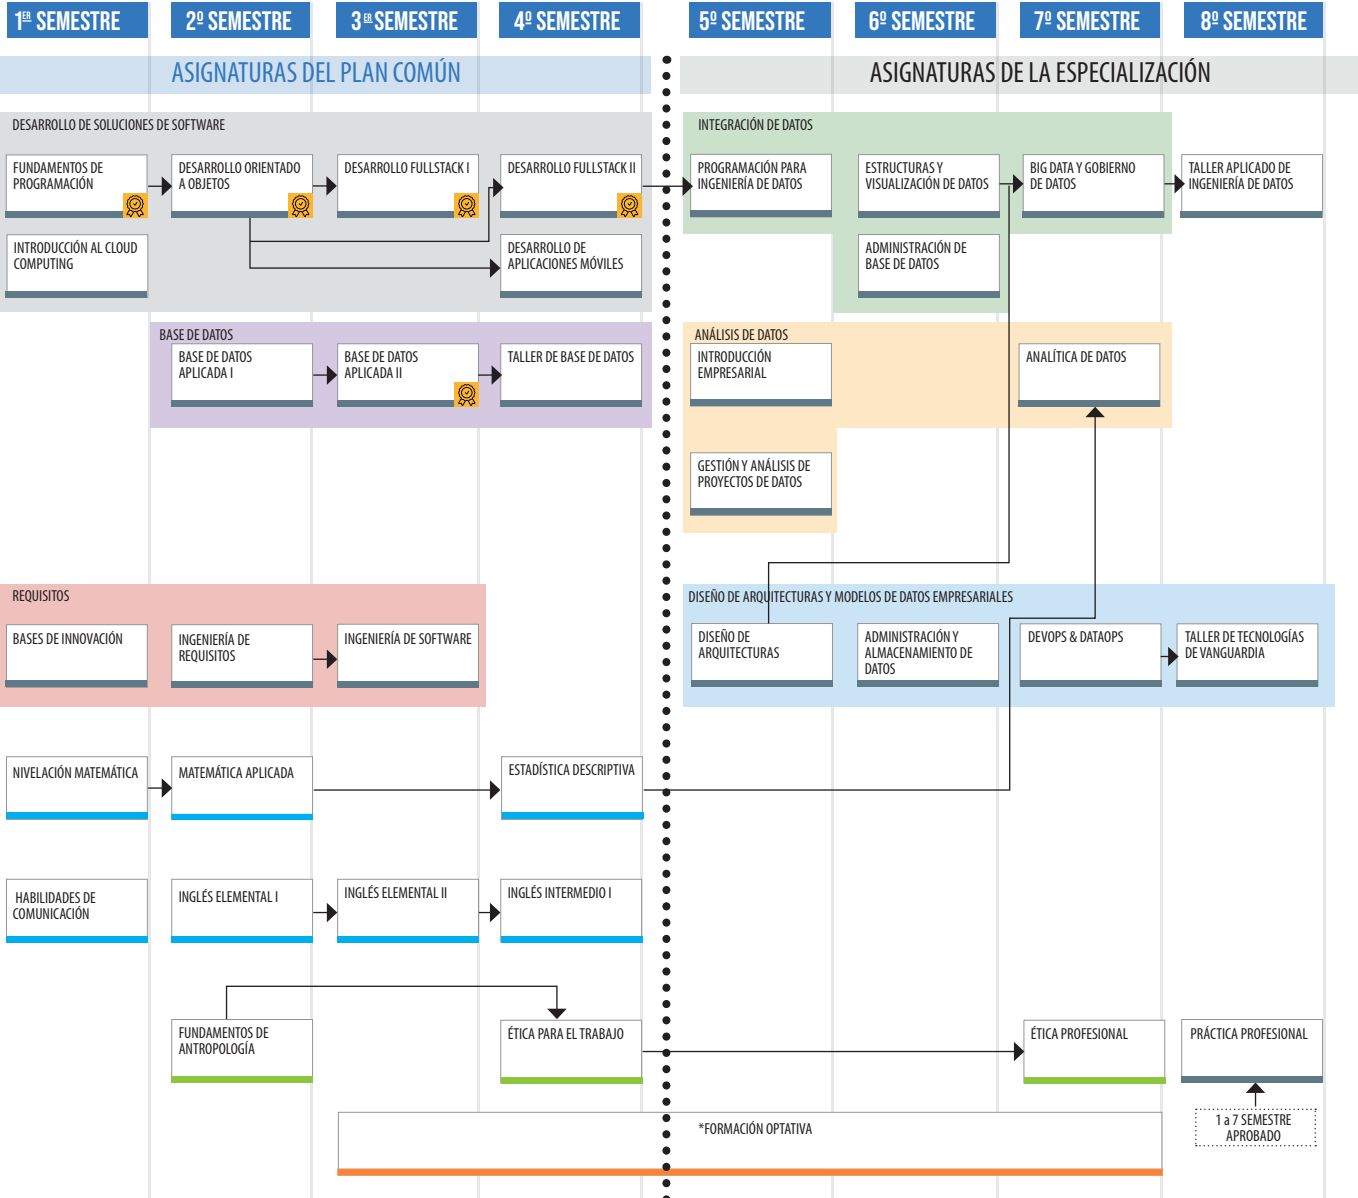 1ER SEMESTRE
2º SEMESTRE
3ER SEMESTRE
4º SEMESTRE
5º SEMESTRE
6º SEMESTRE
7º SEMESTRE
8º SEMESTRE
ASIGNATURAS DEL PLAN COMÚN
ASIGNATURAS DE LA ESPECIALIZACIÓN
DESARROLLO DE SOLUCIONES DE SOFTWARE
INTEGRACIÓN DE DATOS
FUNDAMENTOS DE
PROGRAMACIÓN
DESARROLLO ORIENTADO
A OBJETOS
DESARROLLO FULLSTACK I
DESARROLLO FULLSTACK II
PROGRAMACIÓN PARA
INGENIERÍA DE DATOS
ESTRUCTURAS Y
VISUALIZACIÓN DE DATOS
BIG DATA Y GOBIERNO
DE DATOS
TALLER APLICADO DE
INGENIERÍA DE DATOS
INTRODUCCIÓN AL CLOUD
COMPUTING
DESARROLLO DE
APLICACIONES MÓVILES
ADMINISTRACIÓN DE
BASE DE DATOS
BASE DE DATOS
ANÁLISIS DE DATOS
BASE DE DATOS
APLICADA I
BASE DE DATOS
APLICADA II
TALLER DE BASE DE DATOS
INTRODUCCIÓN
EMPRESARIAL
ANALÍTICA DE DATOS
GESTIÓN Y ANÁLISIS DE
PROYECTOS DE DATOS
REQUISITOS
DISEÑO DE ARQUITECTURAS Y MODELOS DE DATOS EMPRESARIALES
BASES DE INNOVACIÓN
INGENIERÍA DE
REQUISITOS
INGENIERÍA DE SOFTWARE
DISEÑO DE
ARQUITECTURAS
ADMINISTRACIÓN Y
ALMACENAMIENTO DE
DATOS
DEVOPS & DATAOPS
TALLER DE TECNOLOGÍAS
DE VANGUARDIA
NIVELACIÓN MATEMÁTICA
MATEMÁTICA APLICADA
ESTADÍSTICA DESCRIPTIVA
HABILIDADES DE
COMUNICACIÓN
INGLÉS ELEMENTAL I
INGLÉS ELEMENTAL II
INGLÉS INTERMEDIO I
FUNDAMENTOS DE
ANTROPOLOGÍA
ÉTICA PARA EL TRABAJO
ÉTICA PROFESIONAL
PRÁCTICA PROFESIONAL
*FORMACIÓN OPTATIVA
1 a 7 SEMESTRE
APROBADO